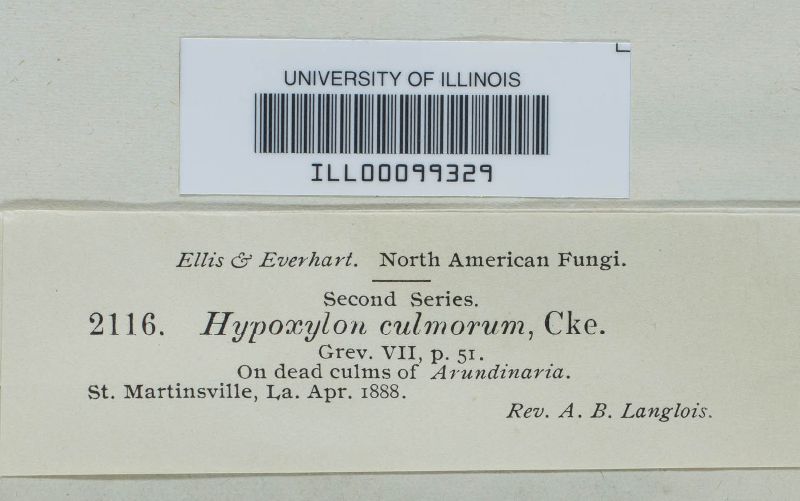 UNIVERSITY OF ILLINOIS
ILL00099329
Ellis & Everhart. North American Fungi.
Second Series.
2116. Hypoxylon culmorum, Cke.
Grev. VII, p. 51.
On dead culms of Arundinaria.
St. Martinsville, La. Apr. 1888.
Rev. A. B. Langlois.